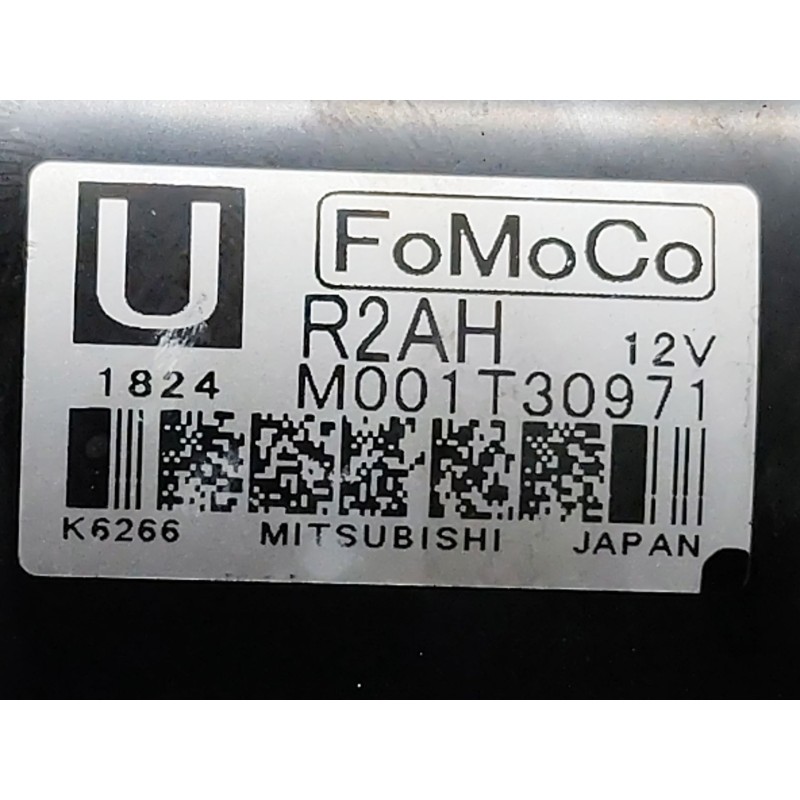 U FoMoCo
R2AH 12V
1824 M001T30971
K6266 MITSUBISHI JAPAN